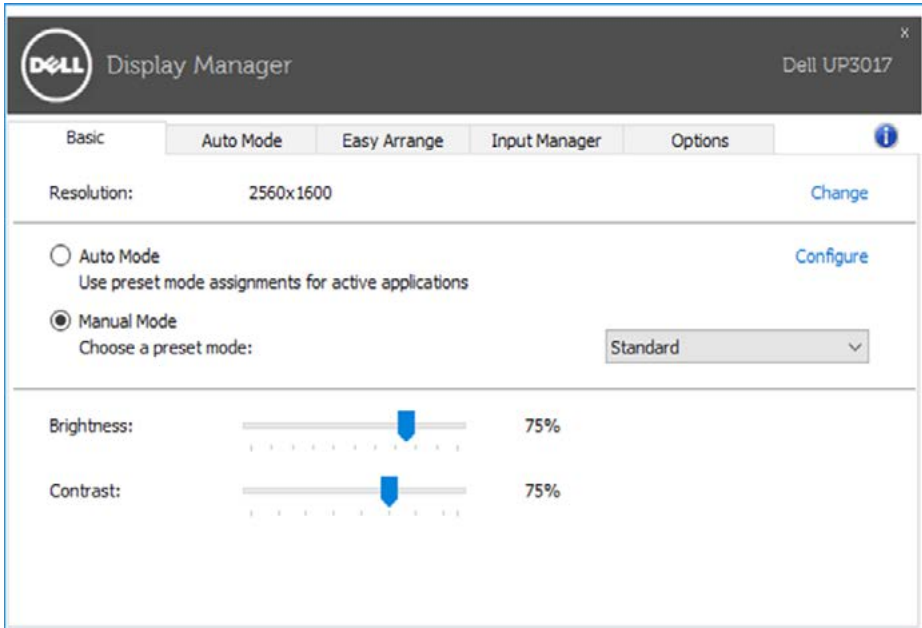 x
DELL Display Manager
Dell UP3017
Basic Auto Mode Easy Arrange Input Manager Options i
Resolution: 2560x1600 Change
Auto Mode Configure
Use preset mode assignments for active applications
Manual Mode
Choose a preset mode: Standard
Brightness: 75%
Contrast: 75%